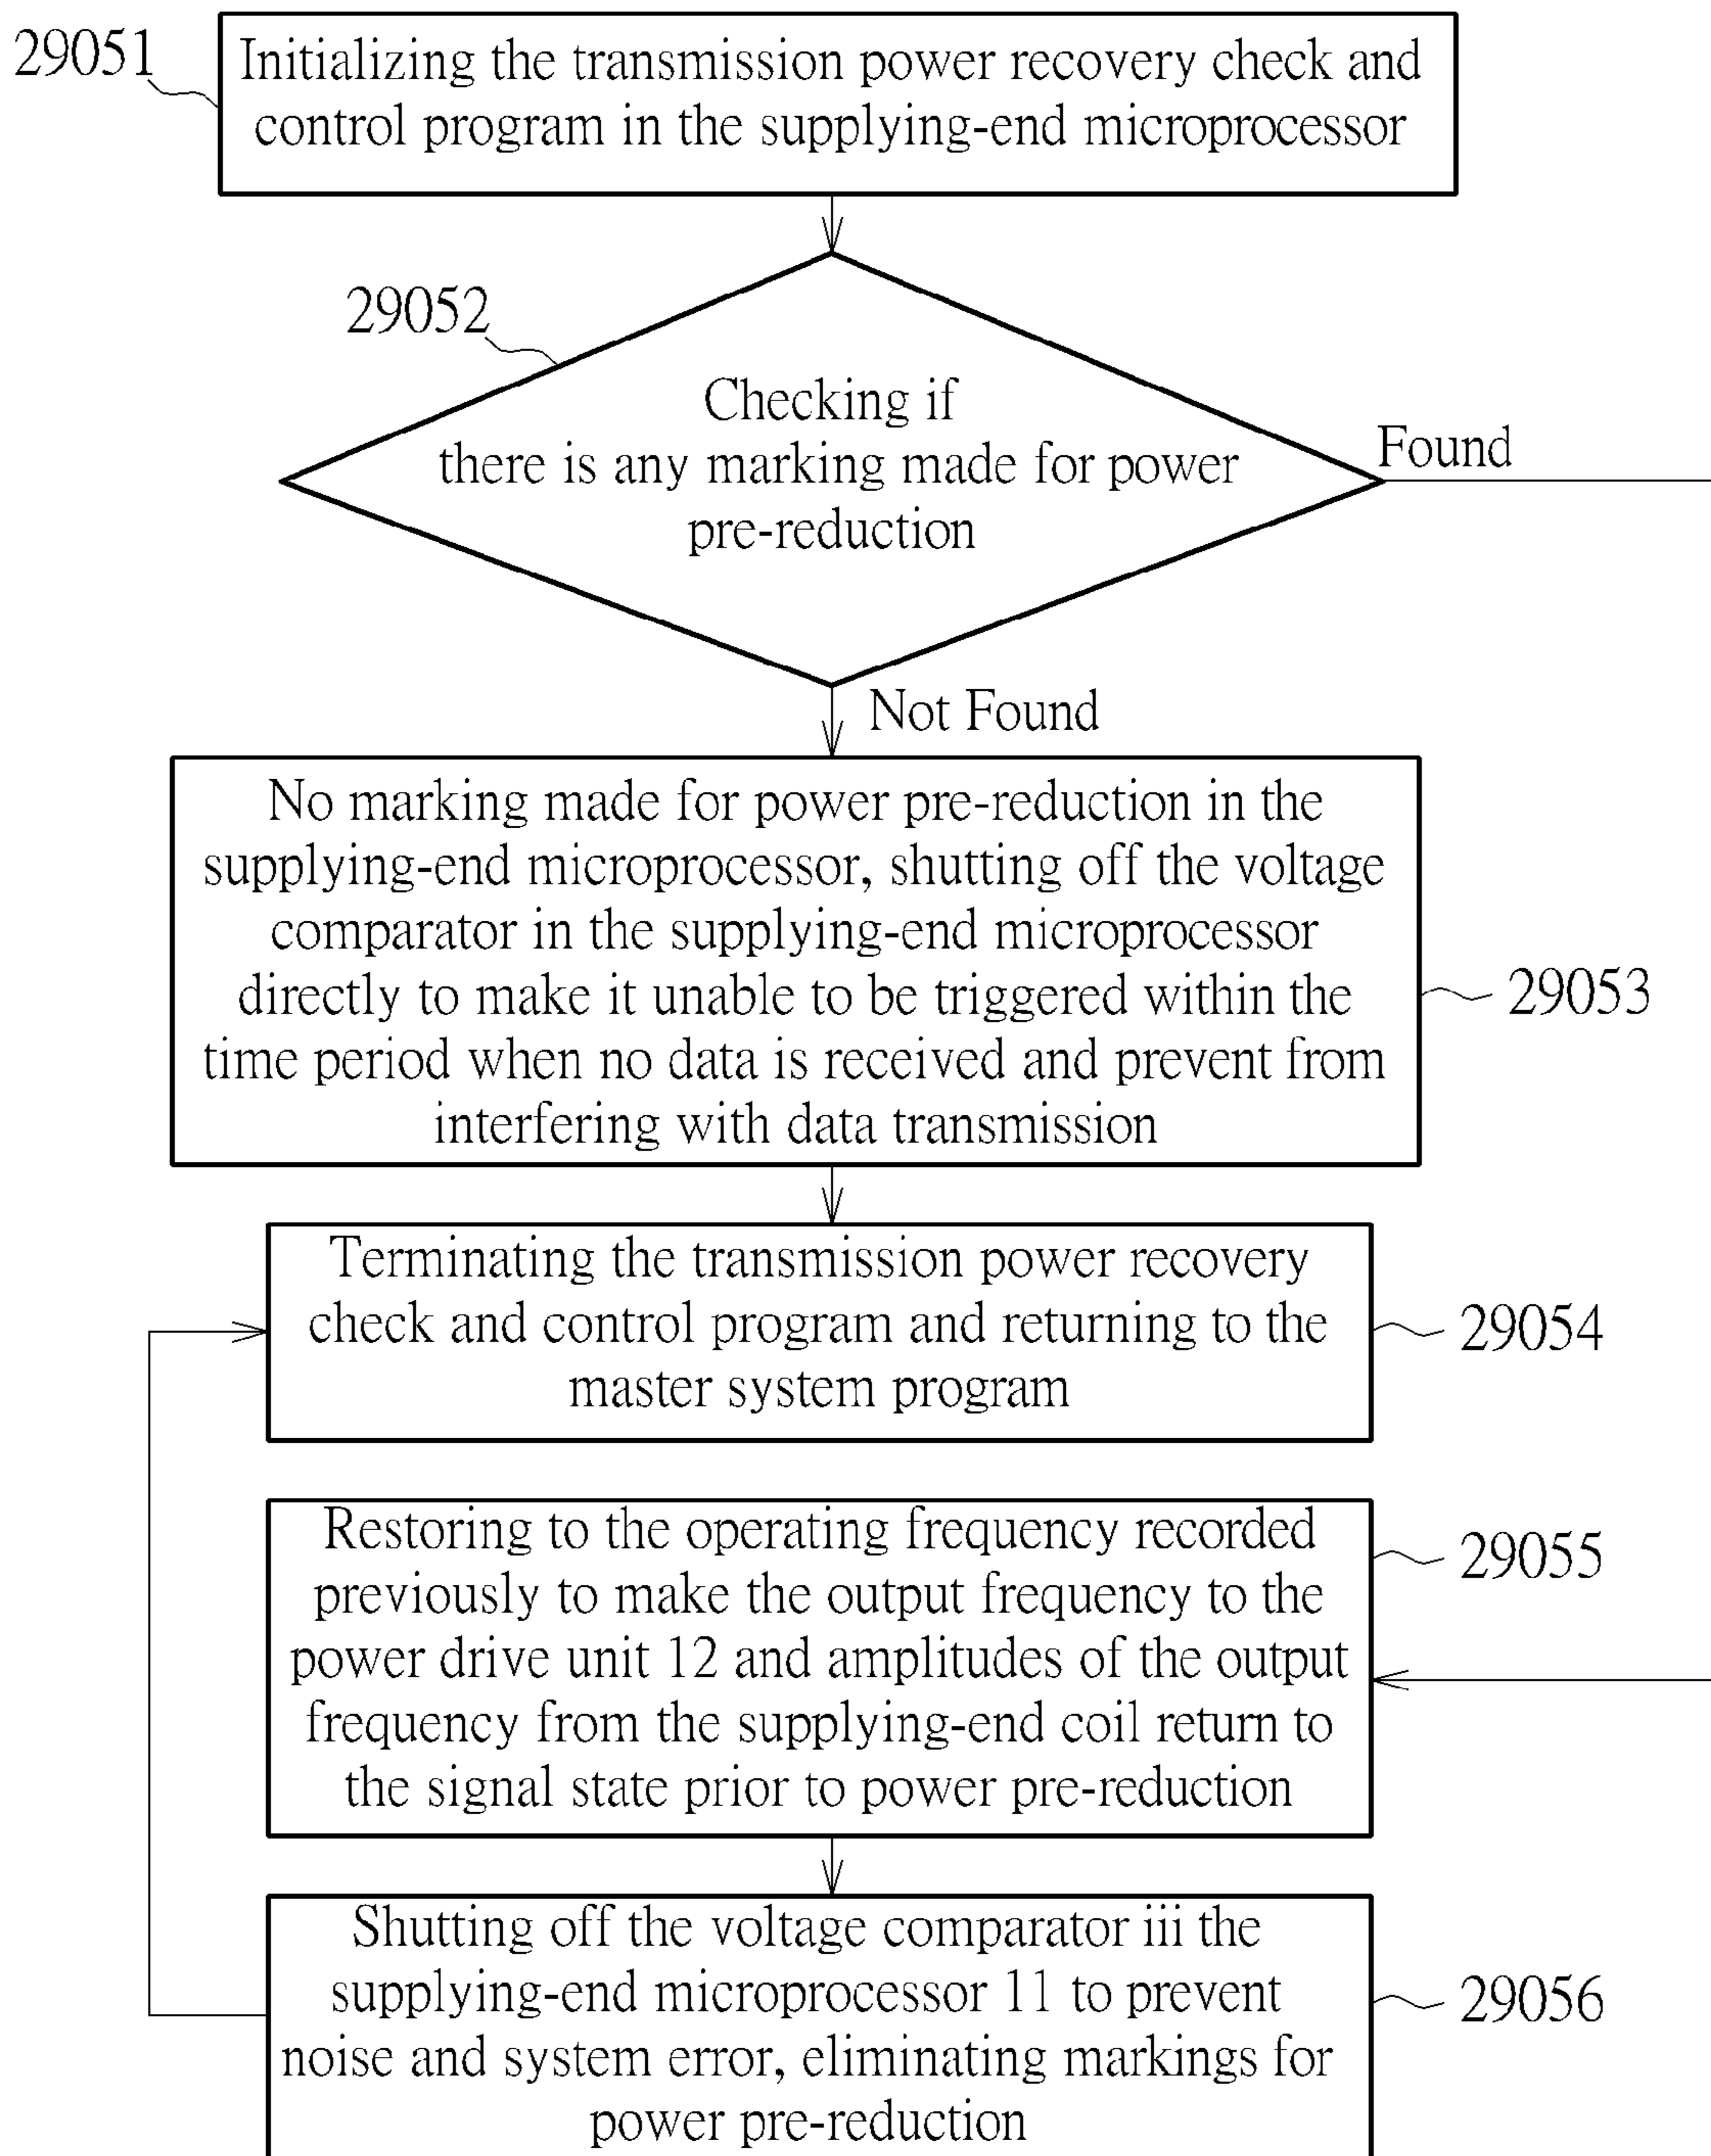 29051
Initializing the transmission power recovery check and
control program in the supplying-end microprocessor
29052
Checking if
there is any marking made for power
pre-reduction
Found
Not Found
No marking made for power pre-reduction in the
supplying-end microprocessor, shutting off the voltage
comparator in the supplying-end microprocessor
directly to make it unable to be triggered within the
time period when no data is received and prevent from
interfering with data transmission
29053
Terminating the transmission power recovery
check and control program and returning to the
master system program
29054
Restoring to the operating frequency recorded
previously to make the output frequency to the
power drive unit 12 and amplitudes of the output
frequency from the supplying-end coil return to
the signal state prior to power pre-reduction
29055
Shutting off the voltage comparator iii the
supplying-end microprocessor 11 to prevent
noise and system error, eliminating markings for
power pre-reduction
29056